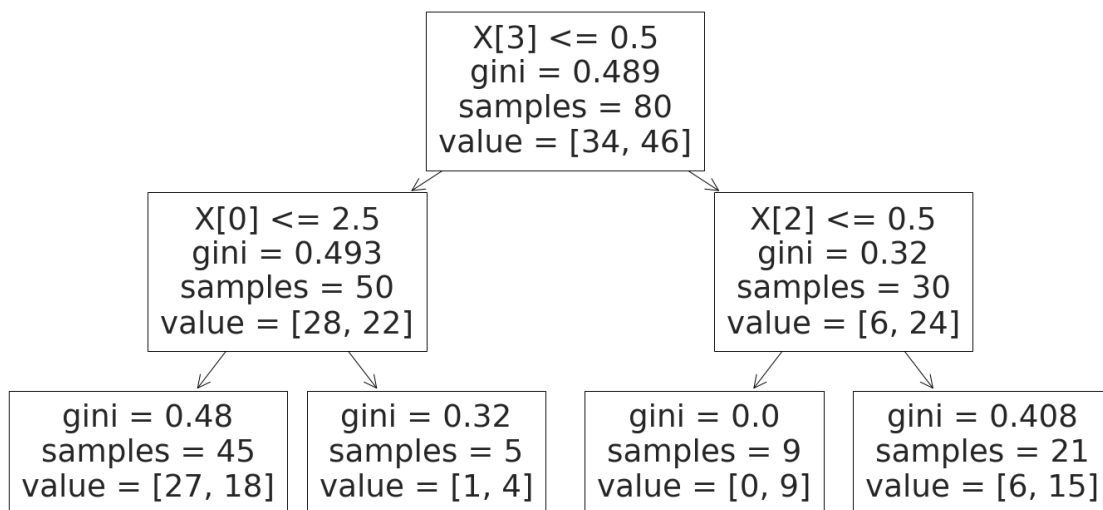 X[3] <= 0.5
gini = 0.489
samples = 80
value = [34, 46]
X[0] <= 2.5
gini = 0.493
samples = 50
value = [28, 22]
X[2] <= 0.5
gini = 0.32
samples = 30
value = [6, 24]
gini = 0.48
samples = 45
value = [27, 18]
gini = 0.32
samples = 5
value = [1, 4]
gini = 0.0
samples = 9
value = [0, 9]
gini = 0.408
samples = 21
value = [6, 15]